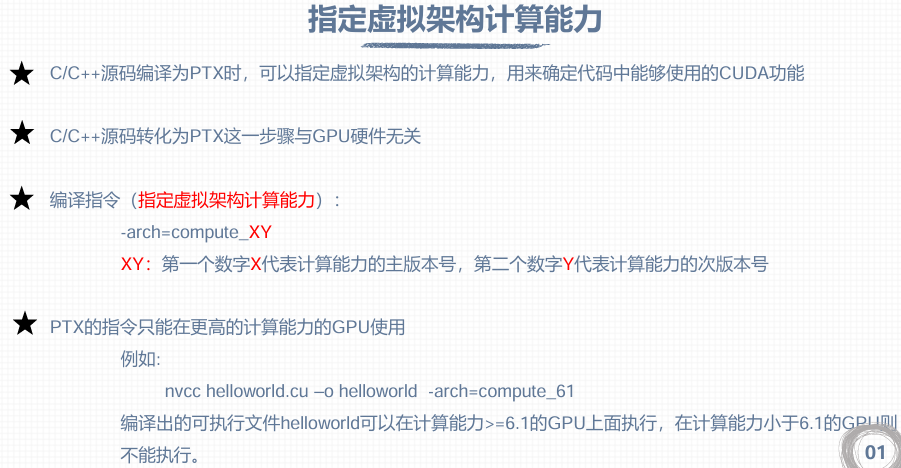 指定虚拟架构计算能力
C/C++源码编译为PTX时，可以指定虚拟架构的计算能力，用来确定代码中能够使用的CUDA功能
C/C++源码转化为PTX这一步骤与GPU硬件无关
编译指令（指定虚拟架构计算能力）：
-arch=compute_XY
XY：第一个数字X代表计算能力的主版本号，第二个数字Y代表计算能力的次版本号
PTX的指令只能在更高的计算能力的GPU使用
例如:
nvcc helloworld.cu –o helloworld -arch=compute_61
编译出的可执行文件helloworld可以在计算能力>=6.1的GPU上面执行，在计算能力小于6.1的GPU则
不能执行。
01